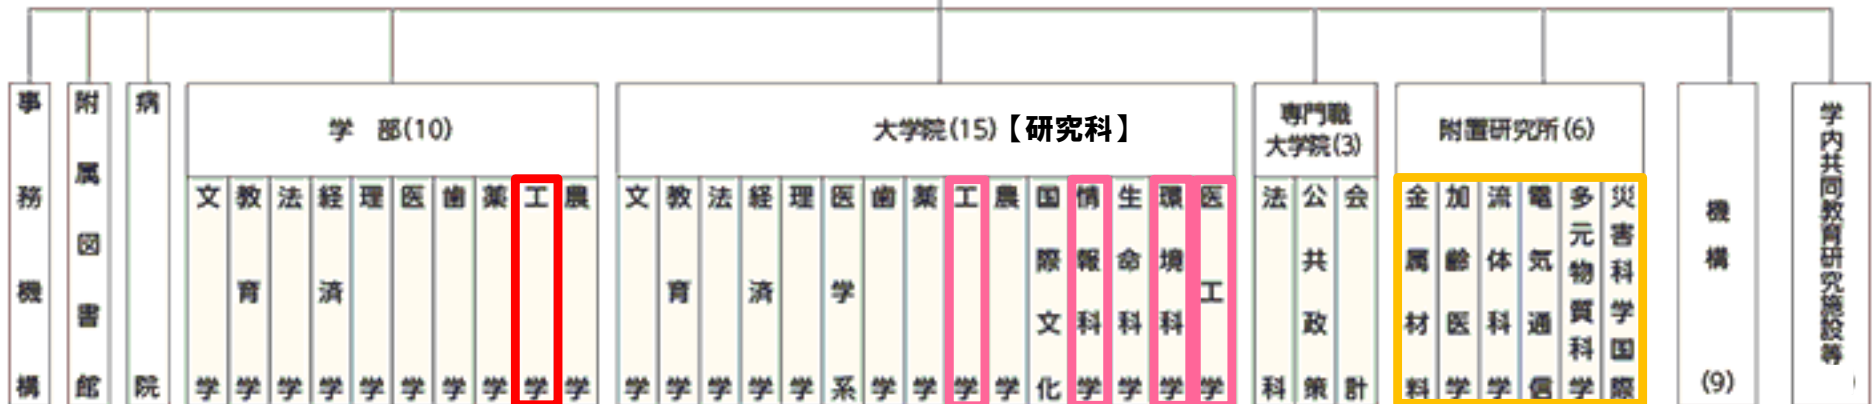 事務機構
附属図書館
病院
学 部(10)
文学
教育学
法学
経済学
理学
医学
歯学
薬学
工学
農学
大学院(15)【研究科】
文学
教育学
法学
経済学
理学
医学系
歯学
薬学
工学
農学
国際文化
情報科学
生命科学
環境科学
医工学
専門職
大学院(3)
法科
公共政策
会計
附置研究所(6)
金属材料
加齢医学
流体科学
電気通信
多元物質科学
災害科学国際
機構
(9)
学内共同教育研究施設等